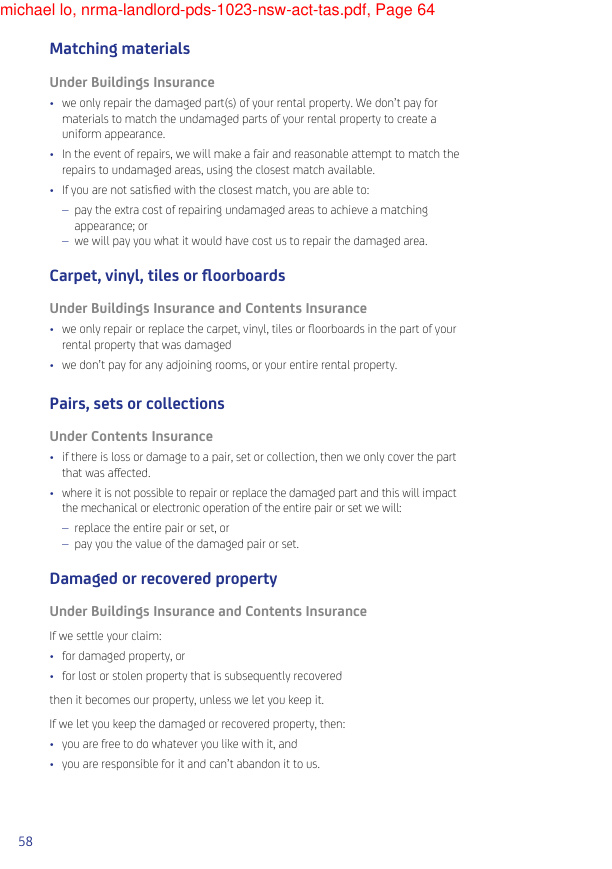 michael lo, nrma-landlord-pds-1023-nsw-act-tas.pdf, Page 64
Matching materials
Under Buildings Insurance
• we only repair the damaged part(s) of your rental property. We don’t pay for
materials to match the undamaged parts of your rental property to create a
uniform appearance.
• In the event of repairs, we will make a fair and reasonable attempt to match the
repairs to undamaged areas, using the closest match available.
• If you are not satisfied with the closest match, you are able to:
– pay the extra cost of repairing undamaged areas to achieve a matching
appearance; or
– we will pay you what it would have cost us to repair the damaged area.
Carpet, vinyl, tiles or floorboards
Under Buildings Insurance and Contents Insurance
• we only repair or replace the carpet, vinyl, tiles or floorboards in the part of your
rental property that was damaged
• we don’t pay for any adjoining rooms, or your entire rental property.
Pairs, sets or collections
Under Contents Insurance
• if there is loss or damage to a pair, set or collection, then we only cover the part
that was affected.
• where it is not possible to repair or replace the damaged part and this will impact
the mechanical or electronic operation of the entire pair or set we will:
– replace the entire pair or set, or
– pay you the value of the damaged pair or set.
Damaged or recovered property
Under Buildings Insurance and Contents Insurance
If we settle your claim:
• for damaged property, or
• for lost or stolen property that is subsequently recovered
then it becomes our property, unless we let you keep it.
If we let you keep the damaged or recovered property, then:
• you are free to do whatever you like with it, and
• you are responsible for it and can’t abandon it to us.
58